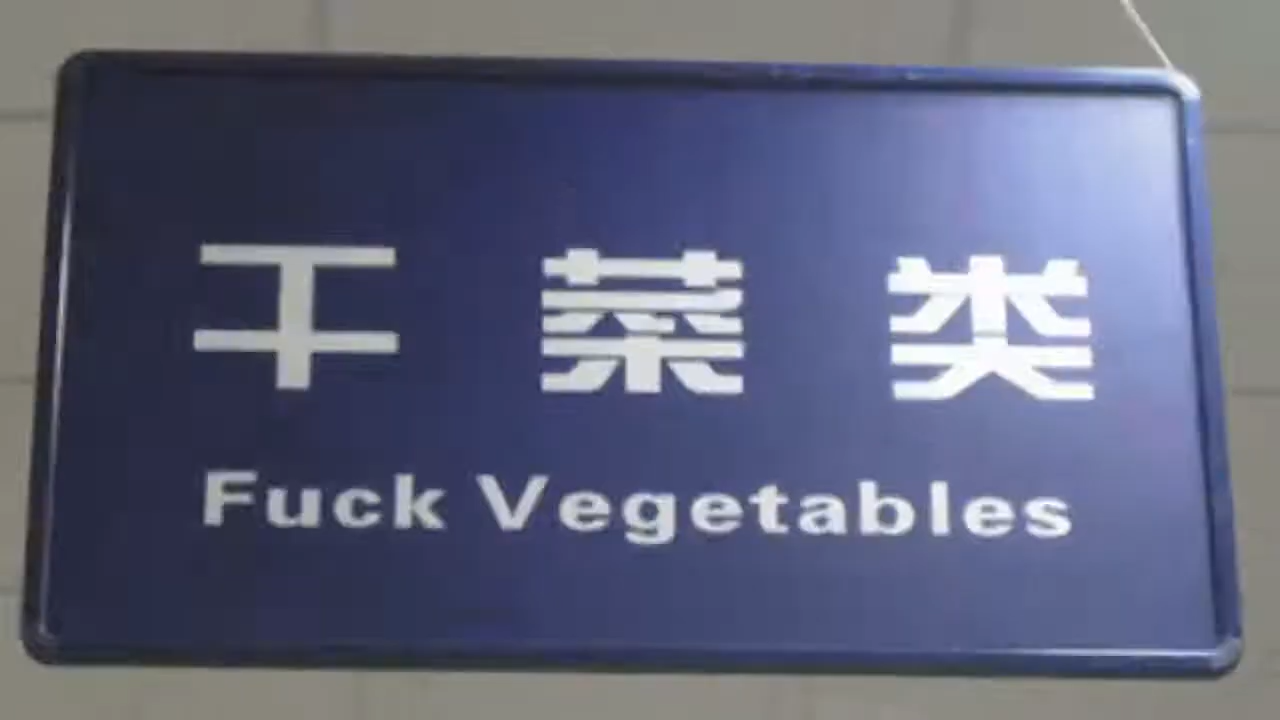 干菜类
Fuck Vegetables